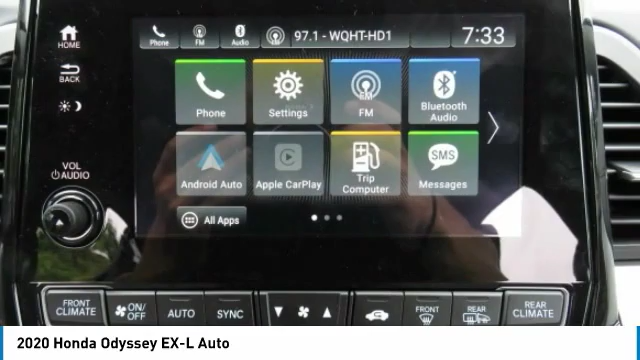 HOME
BACK
VOL
AUDIO
Phone FM Bluetooth Audio 97.1 - WQHT-HD1 7:33
Phone Settings FM Bluetooth Audio
Android Auto Apple CarPlay Trip Computer SMS Messages
All Apps
FRONT CLIMATE ON/OFF AUTO SYNC FRONT REAR REAR CLIMATE
2020 Honda Odyssey EX-L Auto